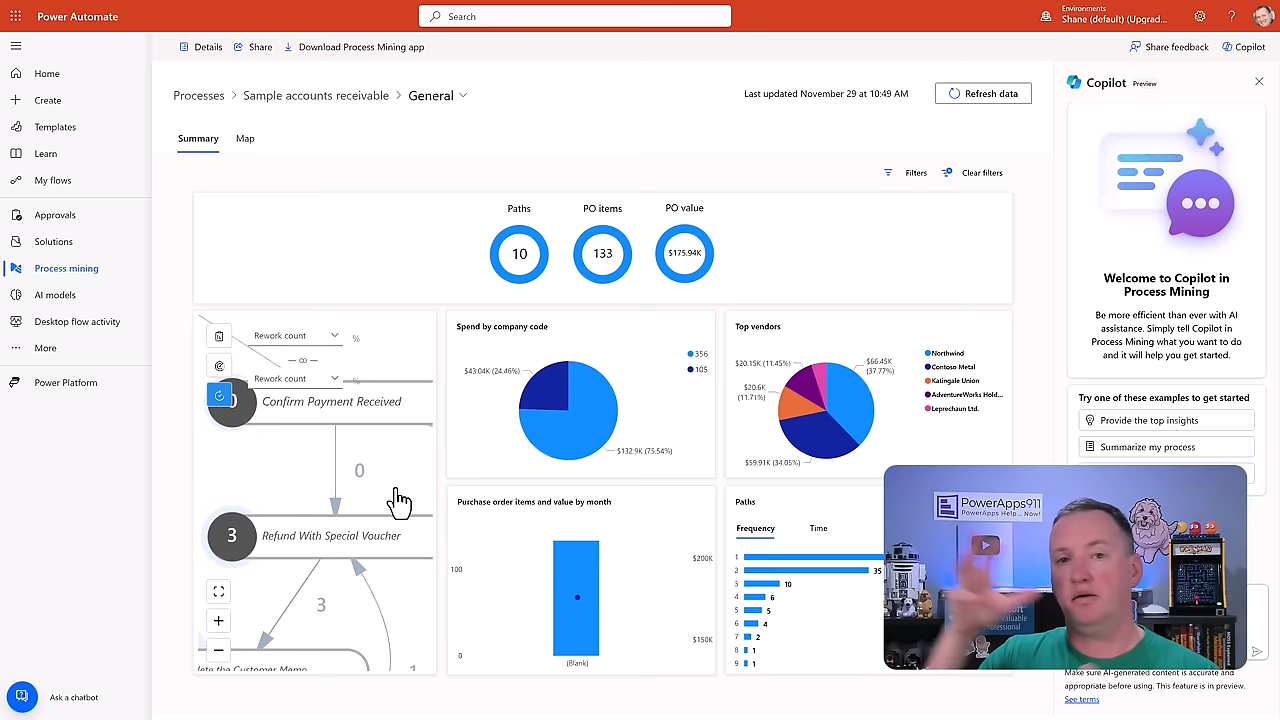 Power Automate
Search
Environments
Shane (default) (Upgrad...
Details
Share
Download Process Mining app
Share feedback
Copilot
Home
Create
Templates
Learn
My flows
Approvals
Solutions
Process mining
AI models
Desktop flow activity
More
Power Platform
Ask a chatbot
Processes > Sample accounts receivable > General
Last updated November 29 at 10:49 AM
Refresh data
Summary
Map
Filters
Clear filters
Paths
PO items
PO value
10
133
$175.94K
Rework count
%
Rework count
%
Confirm Payment Received
0
3
Refund With Special Voucher
3
1
Spend by company code
356
105
$43.04K (24.46%)
$132.9K (75.54%)
Top vendors
$20.15K (11.45%)
$66.45K
(37.77%)
$20.6K
(11.71%)
$59.91K (34.05%)
Northwind
Contoso Metal
Katingale Union
AdventureWorks Hold...
Leprechaun Ltd.
Purchase order items and value by month
100
0
$200K
$150K
(Blank)
Paths
Frequency
Time
1
2 35
3 10
4 6
5 5
6 4
7 2
8 1
9 1
Copilot Preview
Welcome to Copilot in
Process Mining
Be more efficient than ever with AI
assistance. Simply tell Copilot in
Process Mining what you want to do
and it will help you get started.
Try one of these examples to get started
Provide the top insights
Summarize my process
PowerApps911
PowerApps Help... Now!
Make sure AI-generated content is accurate and
appropriate before using. This feature is in preview.
See terms